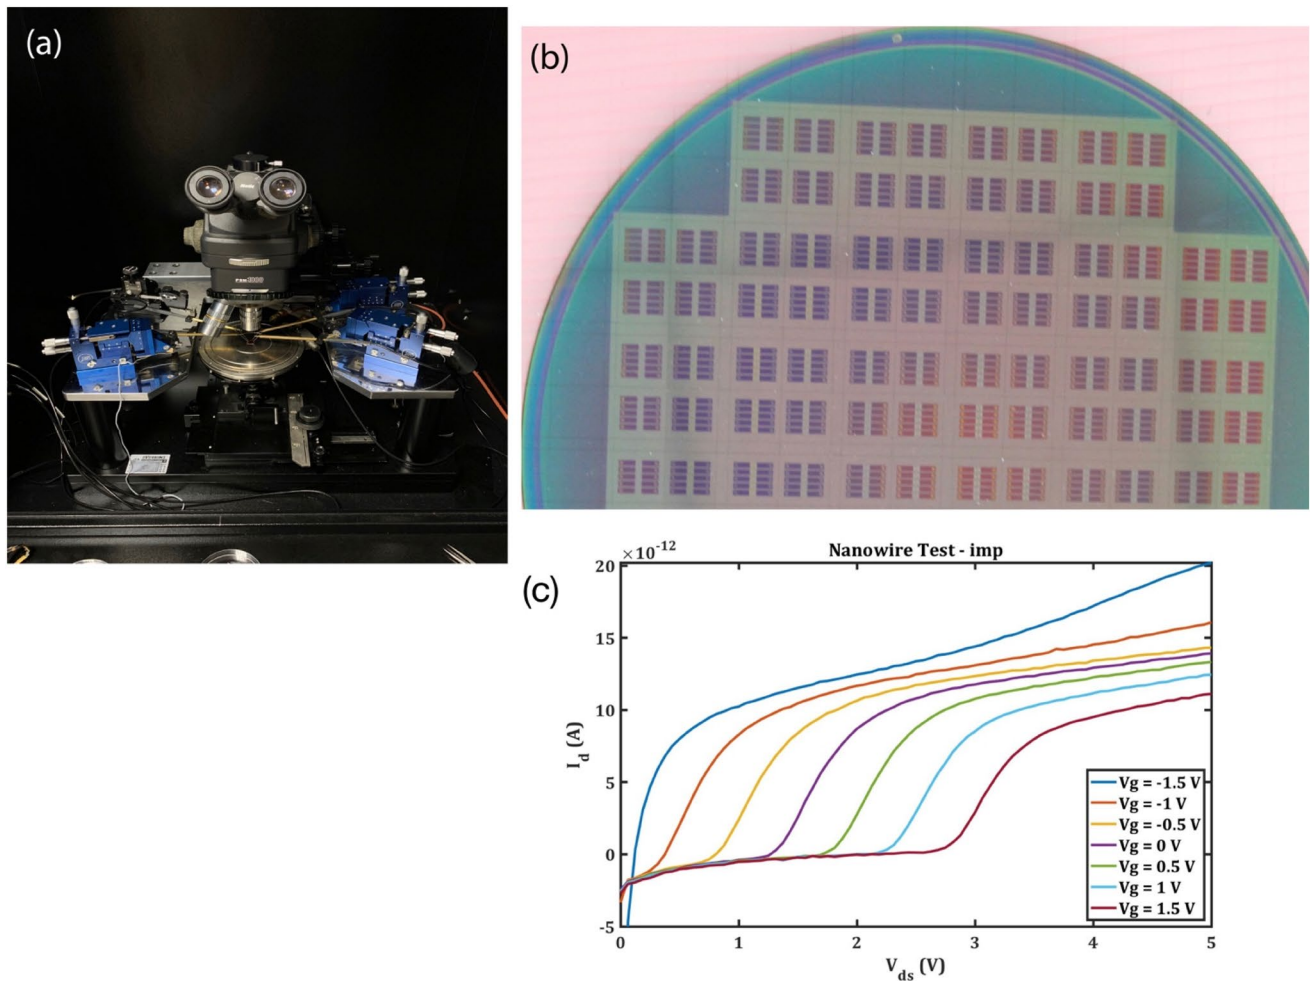 (a)
(b)
(c)
Nanowire Test - imp
×10⁻¹²
20
15
10
5
0
-5
I_d (A)
0 1 2 3 4 5
V_ds (V)
Vg = -1.5 V
Vg = -1 V
Vg = -0.5 V
Vg = 0 V
Vg = 0.5 V
Vg = 1 V
Vg = 1.5 V